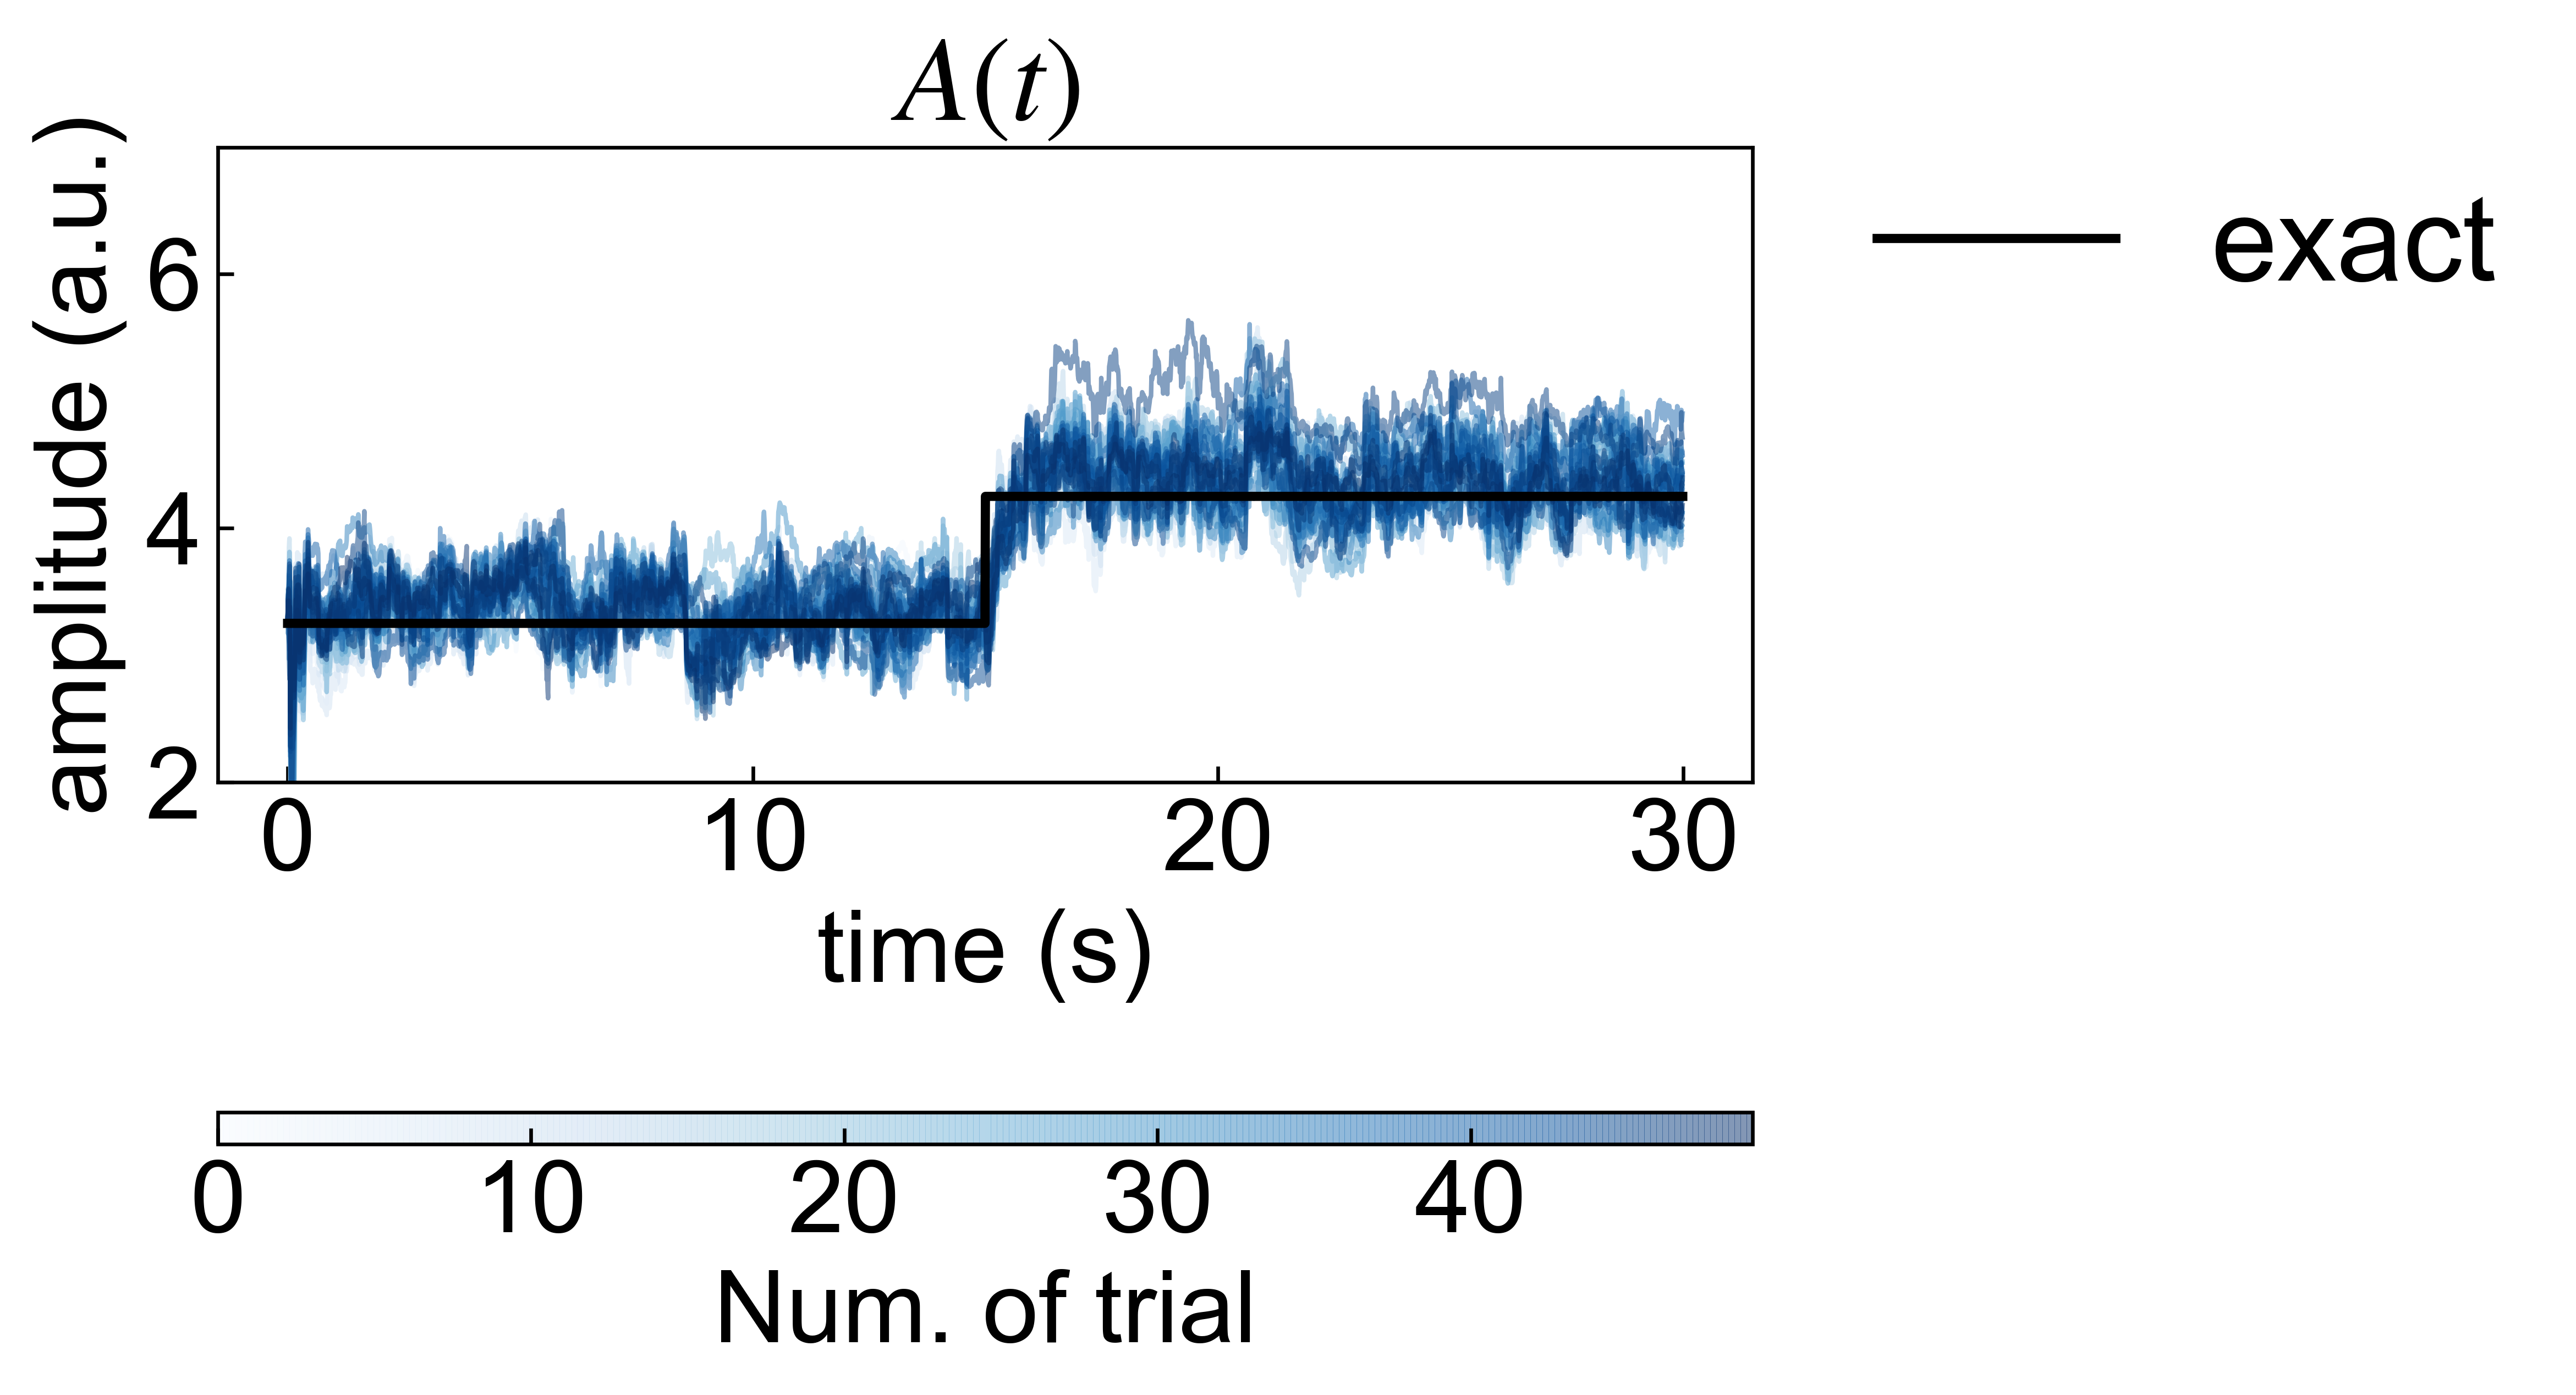 A(t)
amplitude (a.u.)
6
4
2
0 10 20 30
time (s)
exact
0 10 20 30 40
Num. of trial